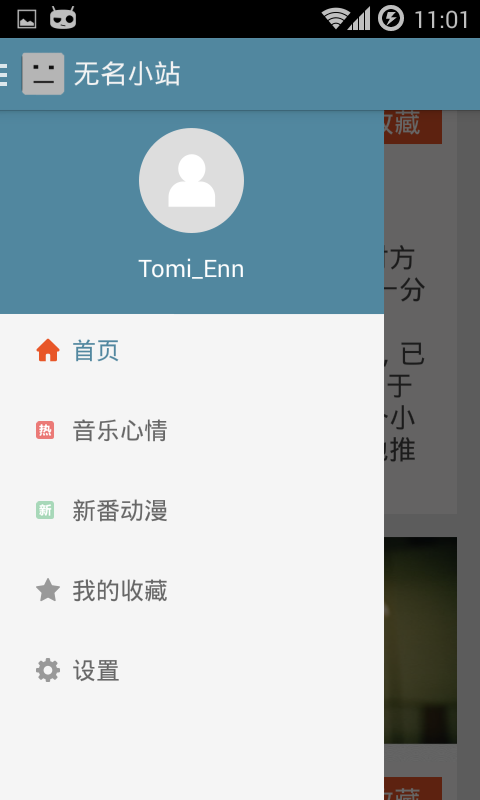 11:01
无名小站
收藏
Tomi_Enn
方
一分
首页
, 已
于
小
热 音乐心情
推
新 新番动漫
我的收藏
设置
收藏